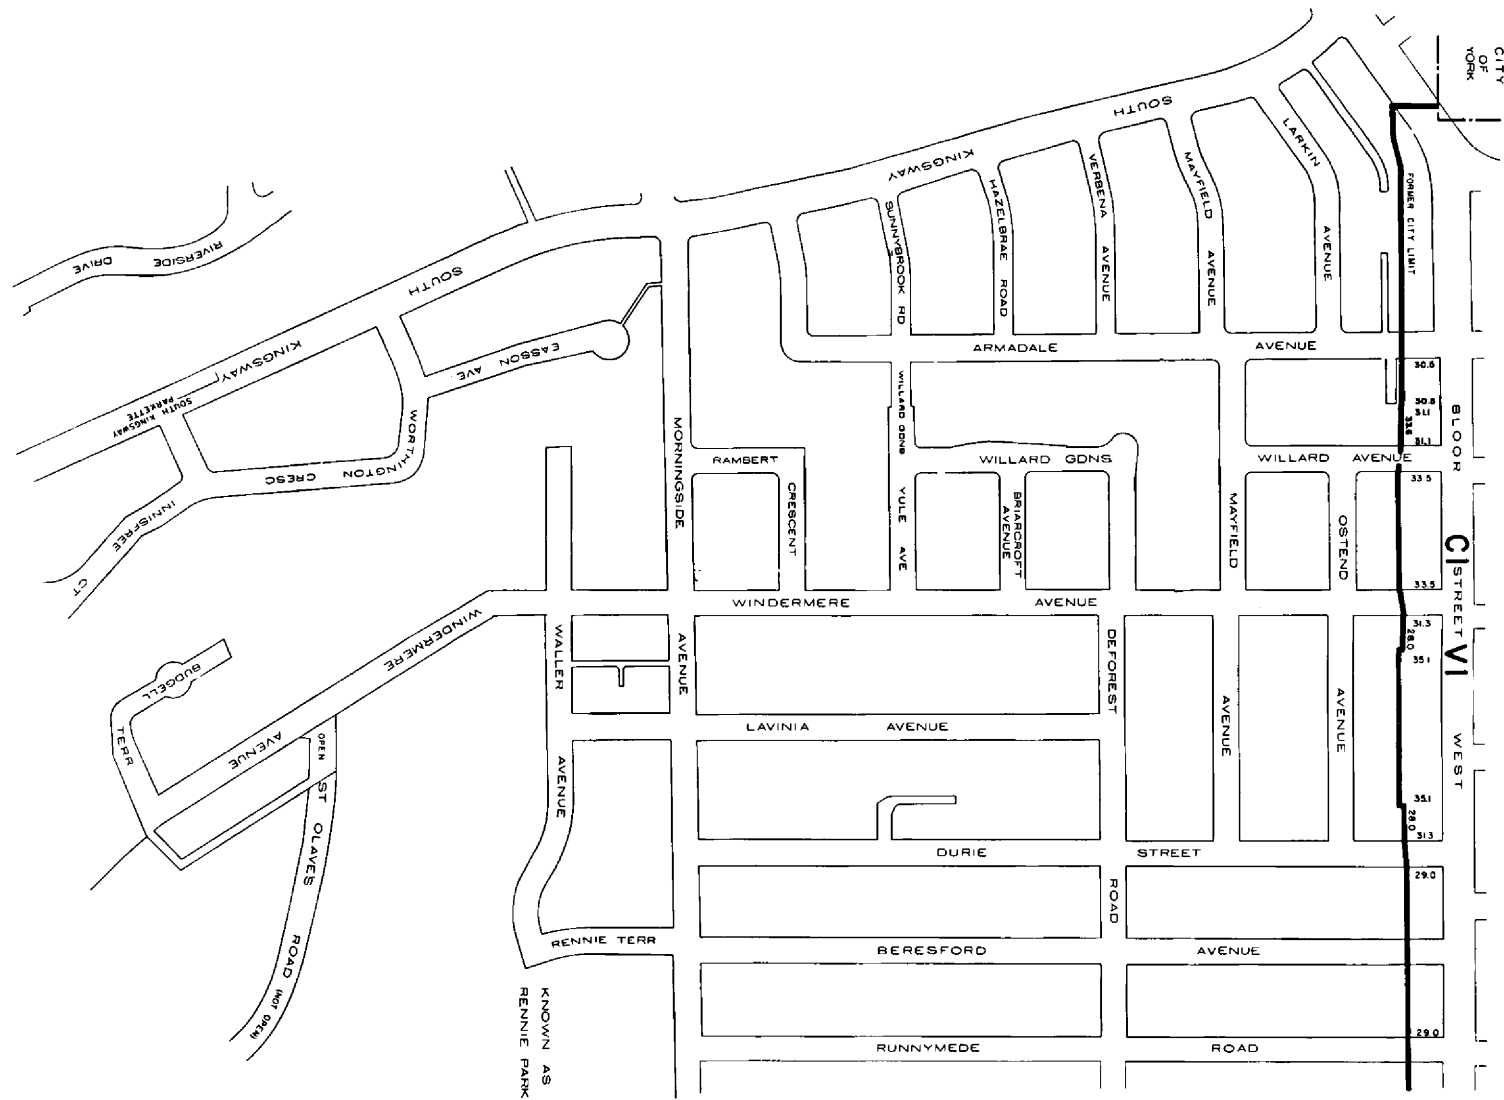 CITY
OF
YORK
SOUTH
KINGSWAY
LARKIN
AVENUE
MAYFIELD
AVENUE
VERBENA
AVENUE
HAZELBRAE ROAD
SUNNYBROOK RD
FORMER CITY LIMIT
RIVERSIDE
DRIVE
SOUTH
KINGSWAY
SOUTH KINGSWAY
PARKETTE
EASSON AVE
WORTHINGTON
CRESC
INNISFREE
CT
ARMADALE
AVENUE
30.5
30.5
31.1
33.6
31.1
WILLARD GDNS
MORNINGSIDE
RAMBERT
CRESCENT
WILLARD GDNS
WILLARD AVENUE
BLOOR
33.5
YULE AVE
BRIARCROFT
AVENUE
MAYFIELD
OSTEND
C1
STREET
V1
33.5
WINDERMERE
AVENUE
31.3
28.0
35.1
WINDERMERE
AVENUE
WALLER
AVENUE
DEFOREST
BUDGELL
TERR
OPEN
ST OLAVES
ROAD (NOT OPEN)
LAVINIA
AVENUE
AVENUE
AVENUE
WEST
AVENUE
35.1
28.0
31.3
DURIE
STREET
29.0
ROAD
RENNIE TERR
BERESFORD
AVENUE
KNOWN AS
RENNIE PARK
29.0
RUNNYMEDE
ROAD